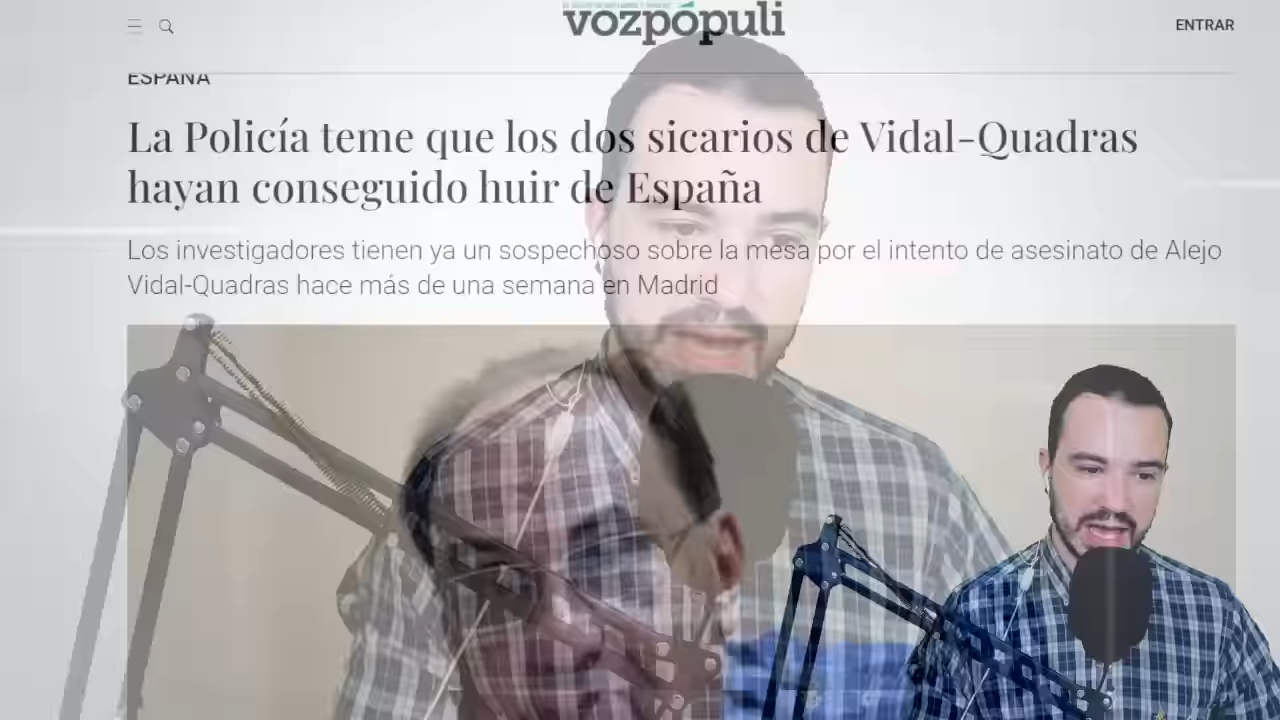 vozpópuli
ENTRAR
ESPAÑA
La Policía teme que los dos sicarios de Vidal-Quadras
hayan conseguido huir de España
Los investigadores tienen ya un sospechoso sobre la mesa por el intento de asesinato de Alejo
Vidal-Quadras hace más de una semana en Madrid